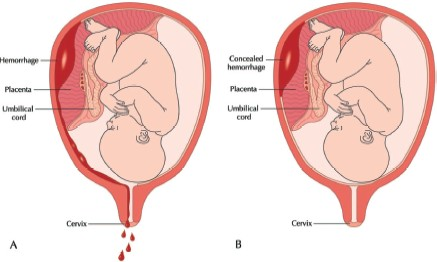 Hemorrhage
Placenta
Umbilical
cord
Cervix
A
Concealed
hemorrhage
Placenta
Umbilical
cord
Cervix
B